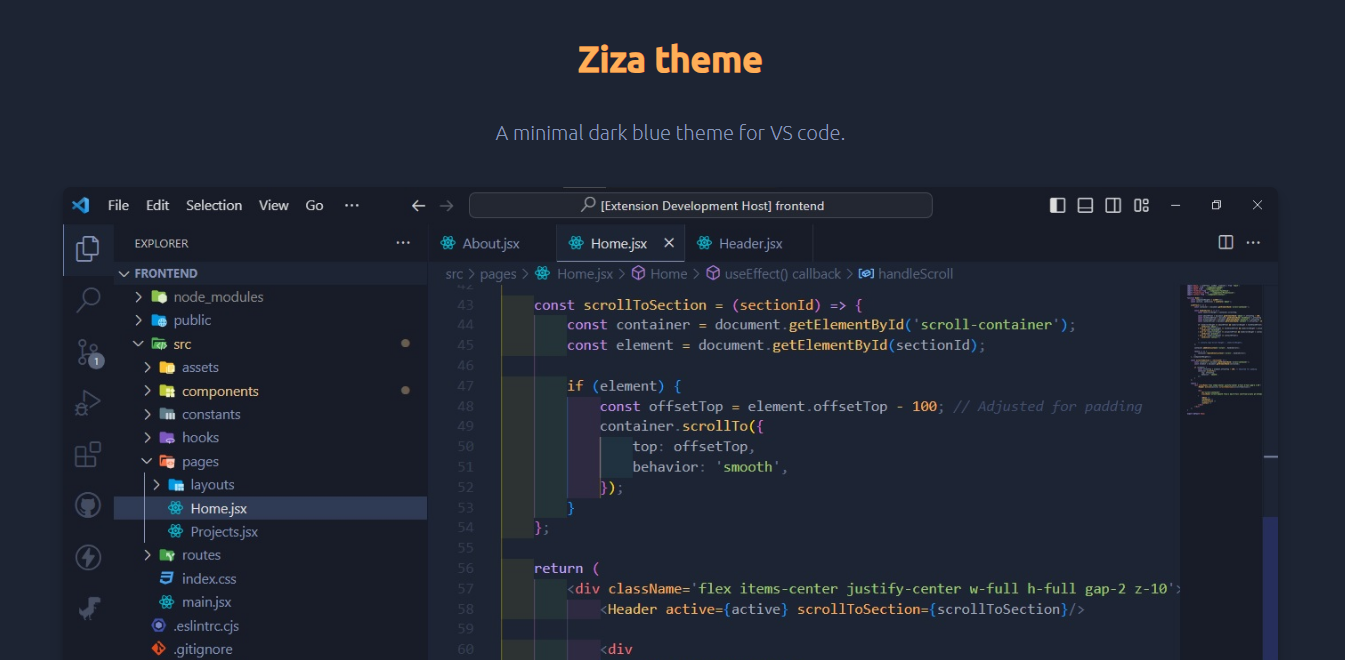 Ziza theme
A minimal dark blue theme for VS code.
File Edit Selection View Go ···
[Extension Development Host] frontend
EXPLORER ···
FRONTEND
node_modules
public
src
assets
components
constants
hooks
pages
layouts
Home.jsx
Projects.jsx
routes
index.css
main.jsx
.eslintrc.cjs
.gitignore
1
About.jsx Home.jsx Header.jsx ···
src > pages > Home.jsx > Home > useEffect() callback > handleScroll
42
43 const scrollToSection = (sectionId) => {
44 const container = document.getElementById('scroll-container');
45 const element = document.getElementById(sectionId);
46
47 if (element) {
48 const offsetTop = element.offsetTop - 100; // Adjusted for padding
49 container.scrollTo({
50 top: offsetTop,
51 behavior: 'smooth',
52 });
53 }
54 };
55
56 return (
57 <div className='flex items-center justify-center w-full h-full gap-2 z-10'>
58 <Header active={active} scrollToSection={scrollToSection}/>
59
60 <div